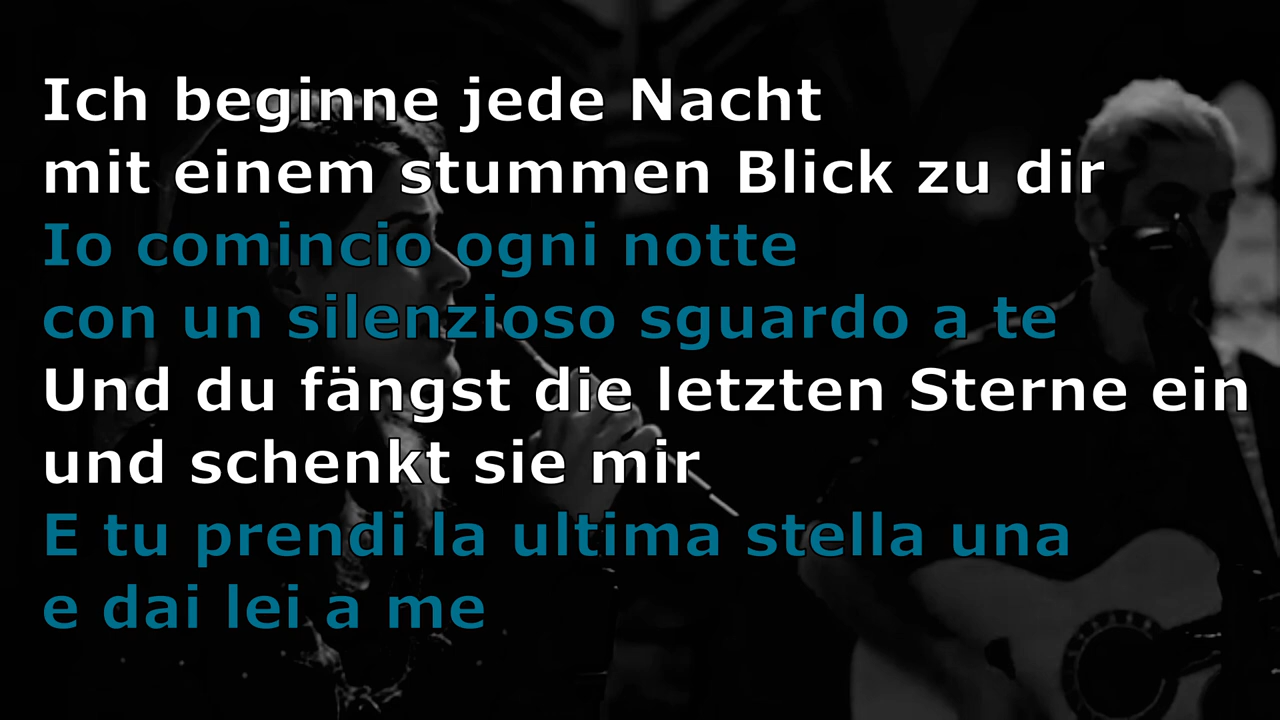 Ich beginne jede Nacht
mit einem stummen Blick zu dir
Io comincio ogni notte
con un silenzioso sguardo a te
Und du fängst die letzten Sterne ein
und schenkt sie mir
E tu prendi la ultima stella una
e dai lei a me